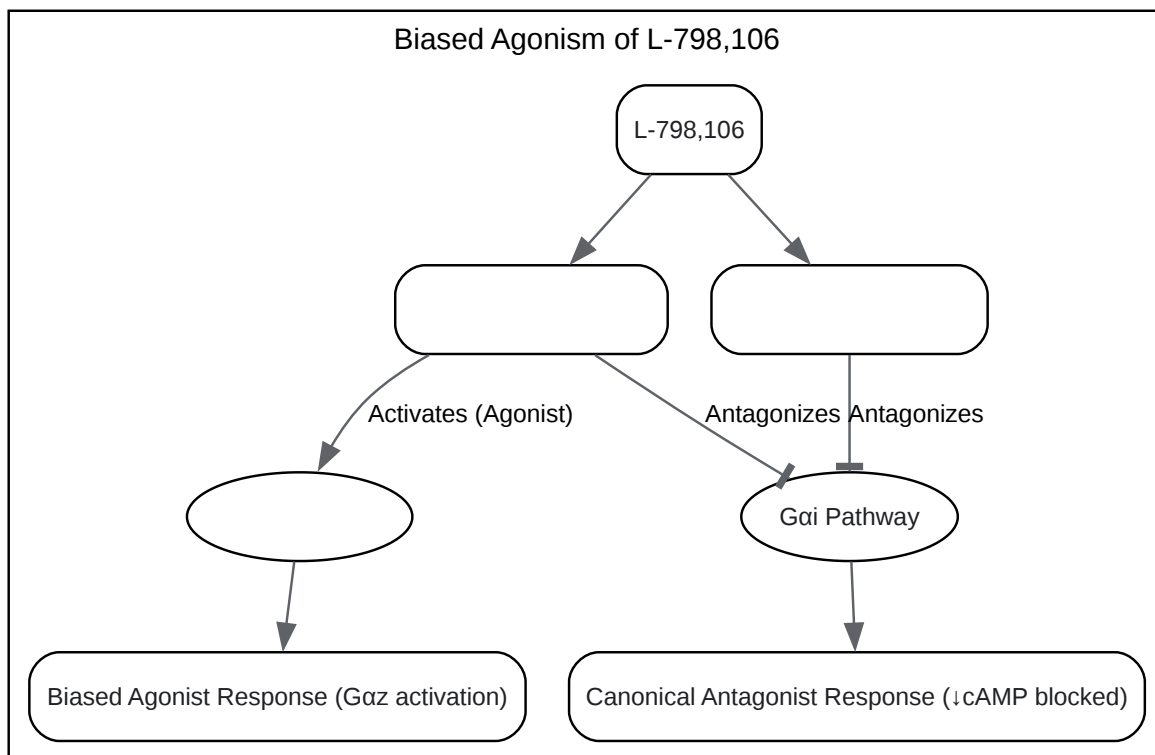 Biased Agonism of L-798,106
L-798,106
Activates (Agonist)
Antagonizes
Antagonizes
Gαi Pathway
Biased Agonist Response (Gαz activation)
Canonical Antagonist Response (↓cAMP blocked)